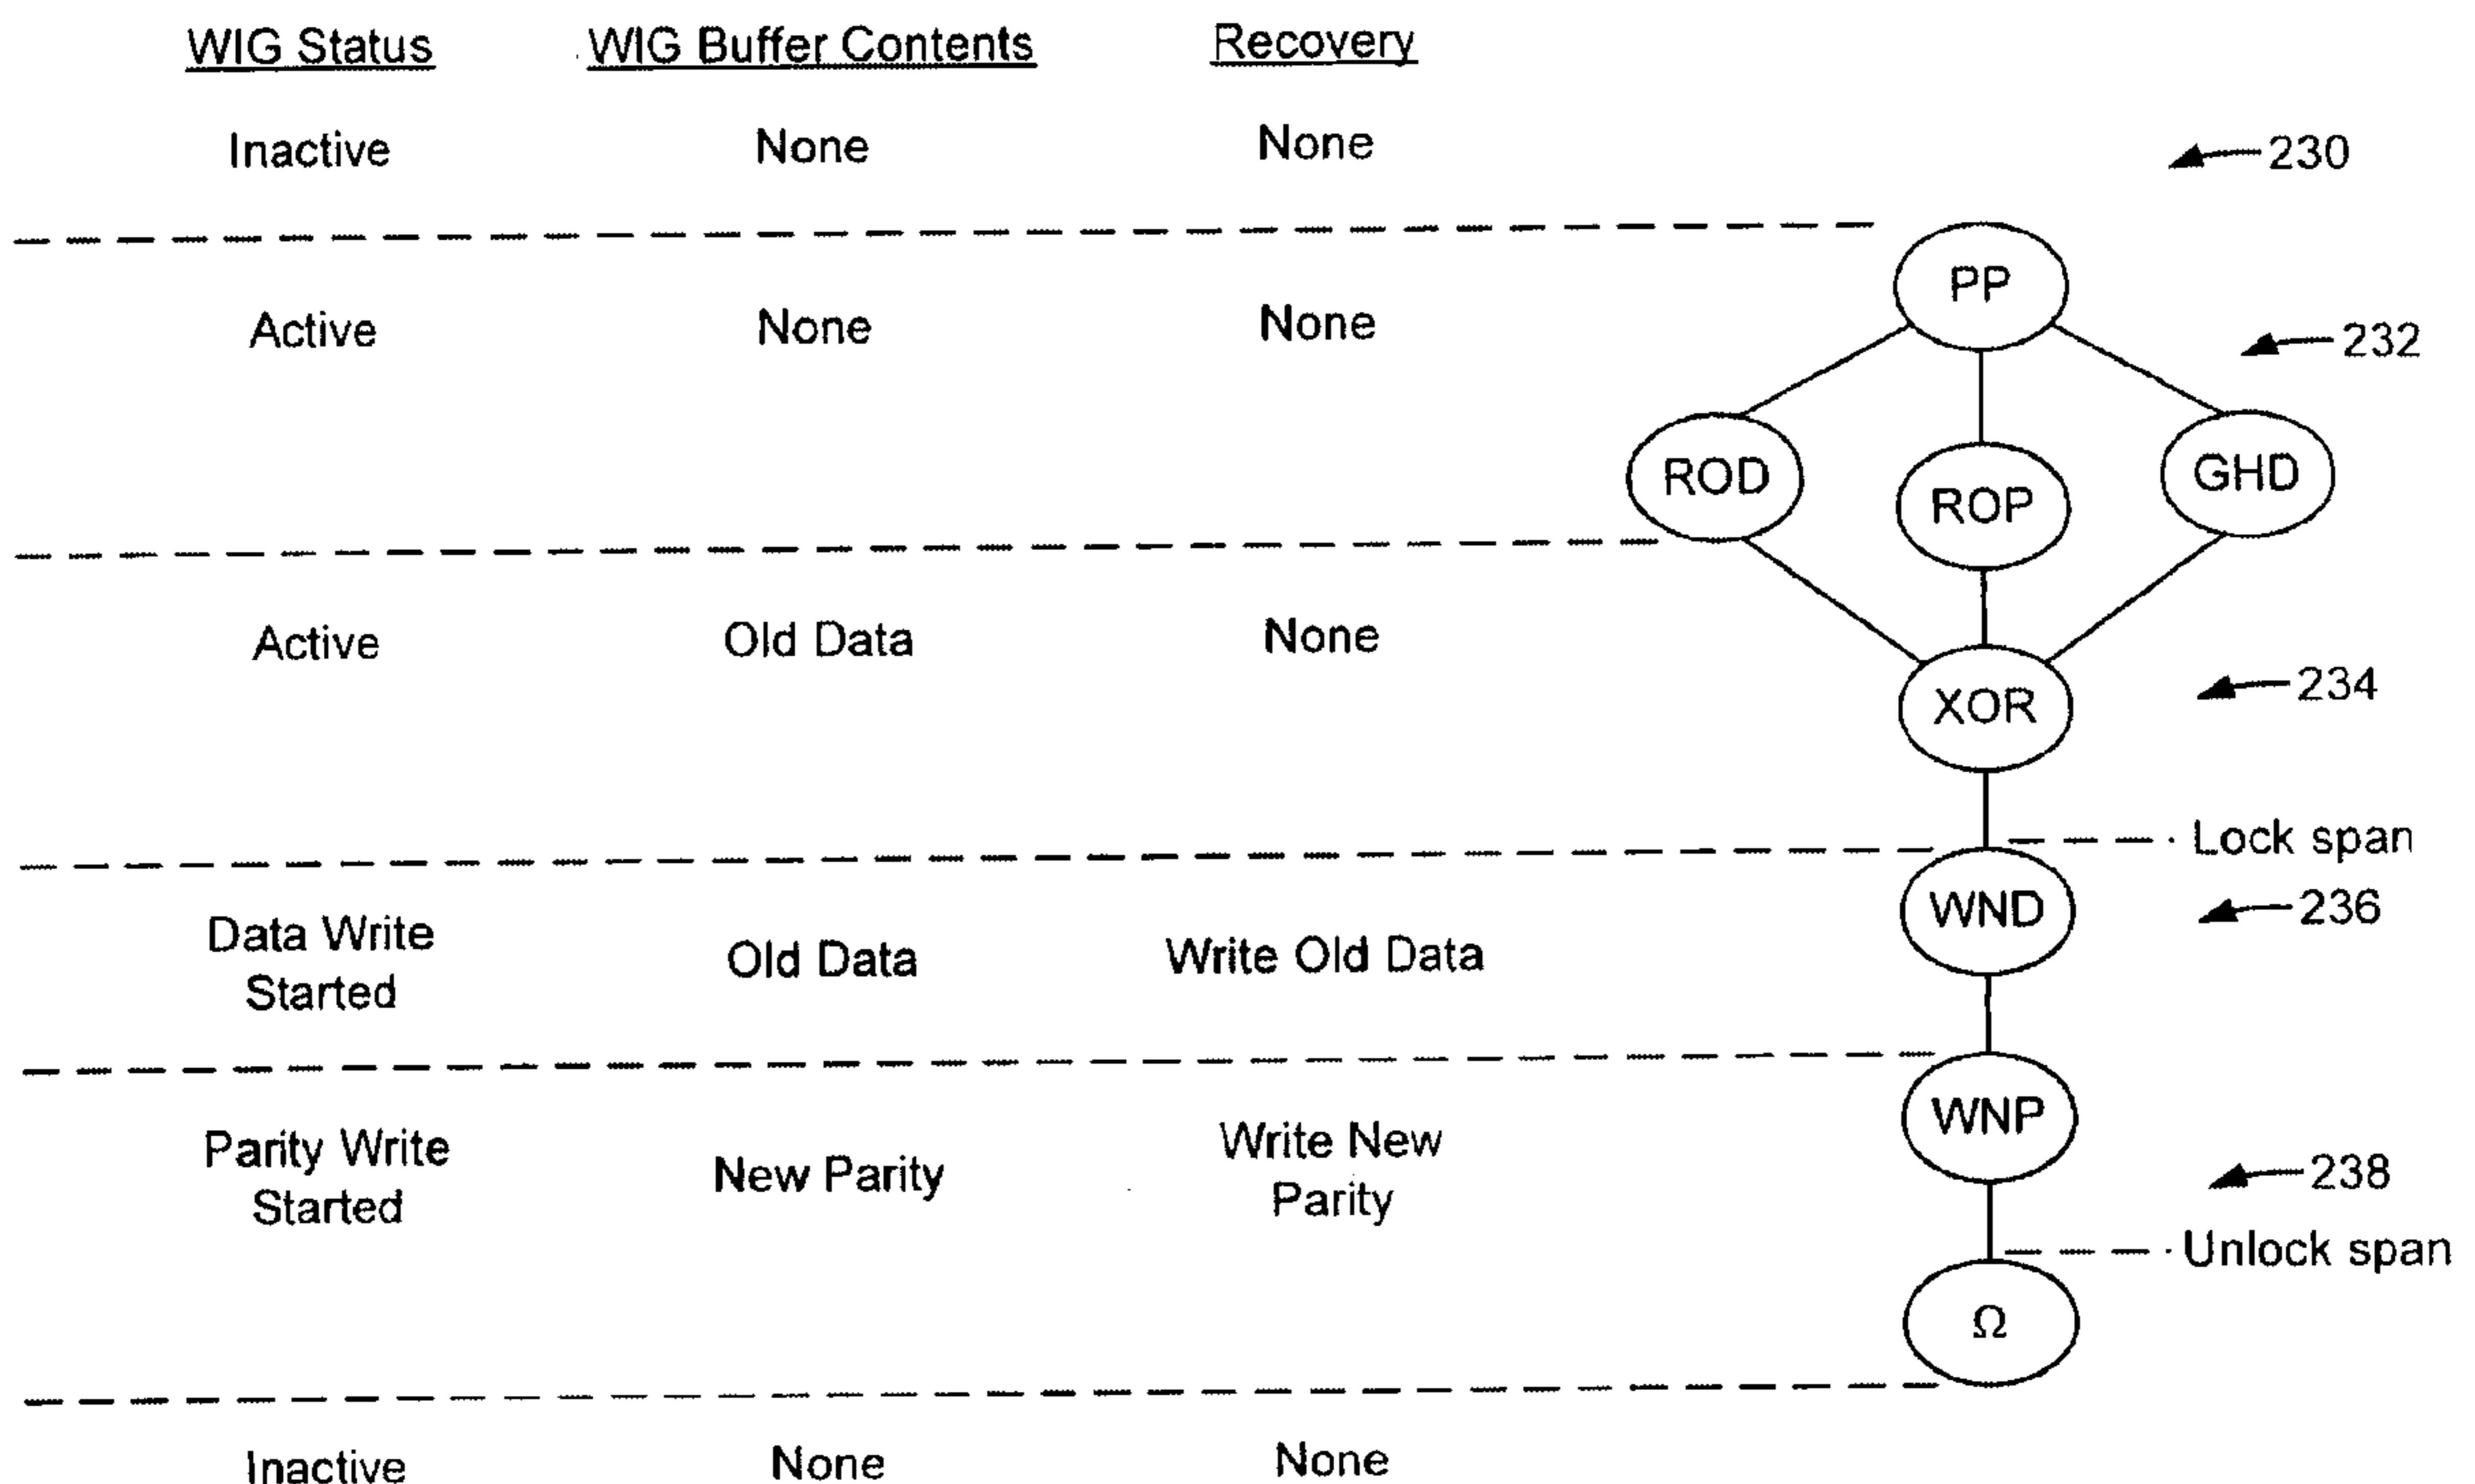 WIG Status WIG Buffer Contents Recovery
Inactive None None
230
PP
Active None None
232
ROD ROP GHD
Active Old Data None
234
XOR
Lock span
WND
236
Data Write
Started
Old Data
Write Old Data
WNP
Parity Write
Started
New Parity
Write New
Parity
238
Unlock span
Ω
Inactive None None